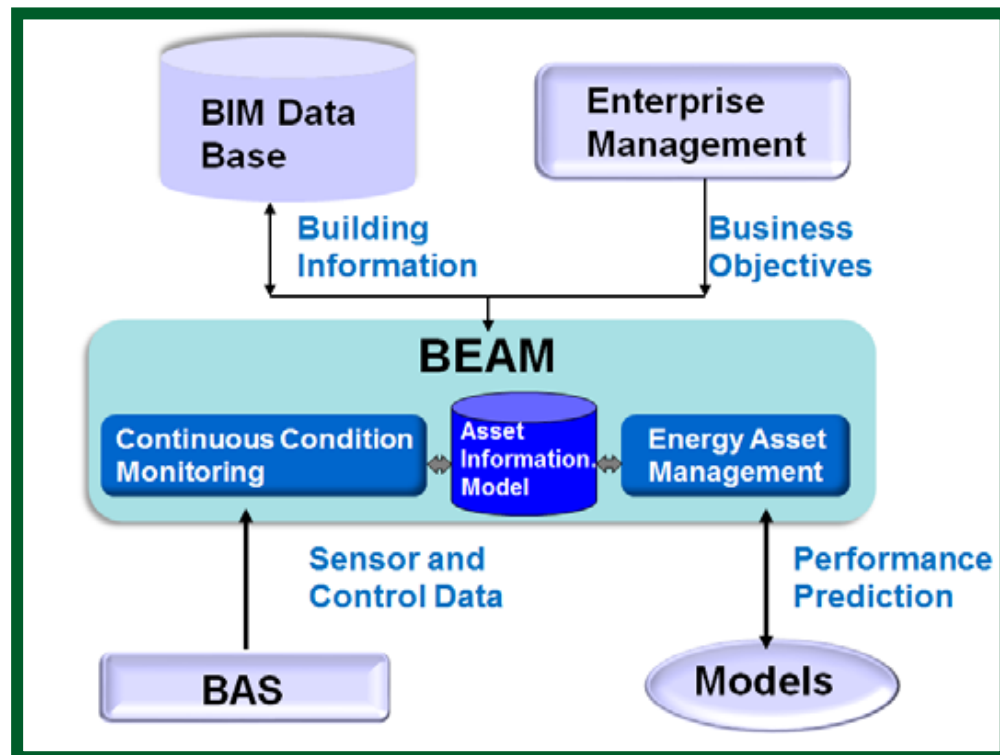 BIM Data
Base
Enterprise
Management
Building
Information
Business
Objectives
BEAM
Continuous Condition
Monitoring
Asset
Information.
Model
Energy Asset
Management
Sensor and
Control Data
Performance
Prediction
BAS
Models